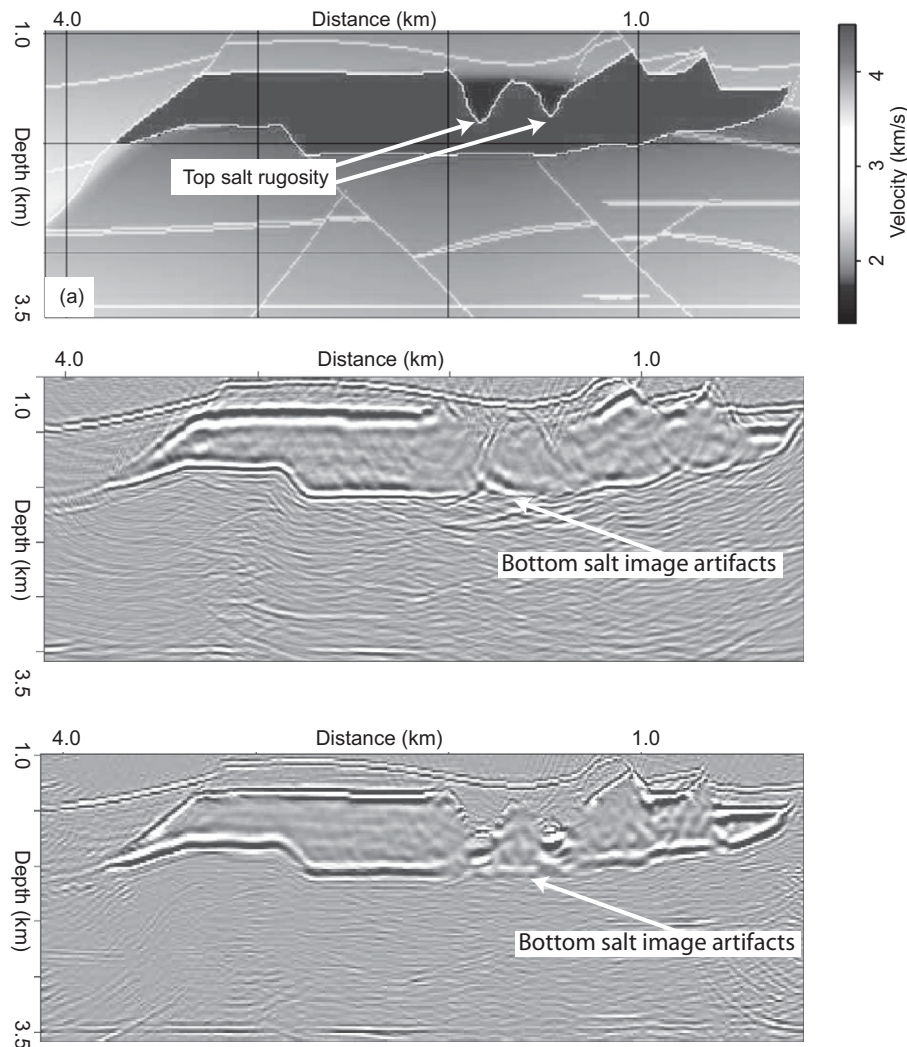 4.0 Distance (km) 1.0
1.0
Depth (km)
3.5
Top salt rugosity
(a)
4
3
2
Velocity (km/s)
4.0 Distance (km) 1.0
1.0
Depth (km)
3.5
Bottom salt image artifacts
4.0 Distance (km) 1.0
1.0
Depth (km)
3.5
Bottom salt image artifacts